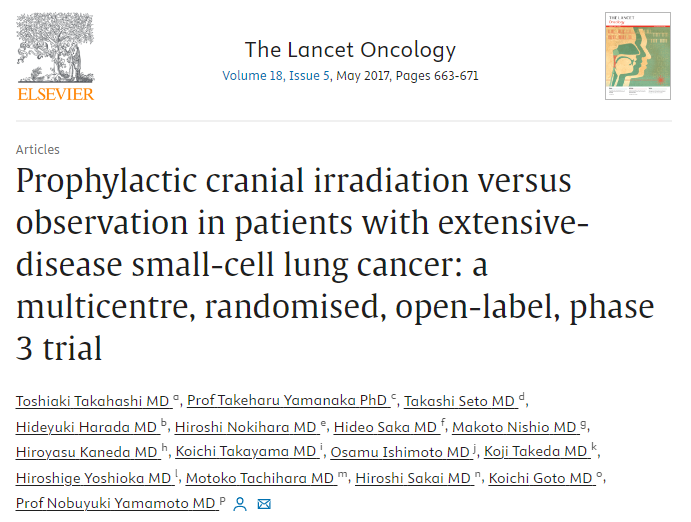 The Lancet Oncology
Volume 18, Issue 5, May 2017, Pages 663-671
ELSEVIER
THE LANCET
Oncology
Articles
Prophylactic cranial irradiation versus
observation in patients with extensive-
disease small-cell lung cancer: a
multicentre, randomised, open-label, phase
3 trial
Toshiaki Takahashi MD a, Prof Takeharu Yamanaka PhD c, Takashi Seto MD d,
Hideyuki Harada MD b, Hiroshi Nokihara MD e, Hideo Saka MD f, Makoto Nishio MD g,
Hiroyasu Kaneda MD h, Koichi Takayama MD i, Osamu Ishimoto MD j, Koji Takeda MD k,
Hiroshige Yoshioka MD l, Motoko Tachihara MD m, Hiroshi Sakai MD n, Koichi Goto MD o,
Prof Nobuyuki Yamamoto MD p